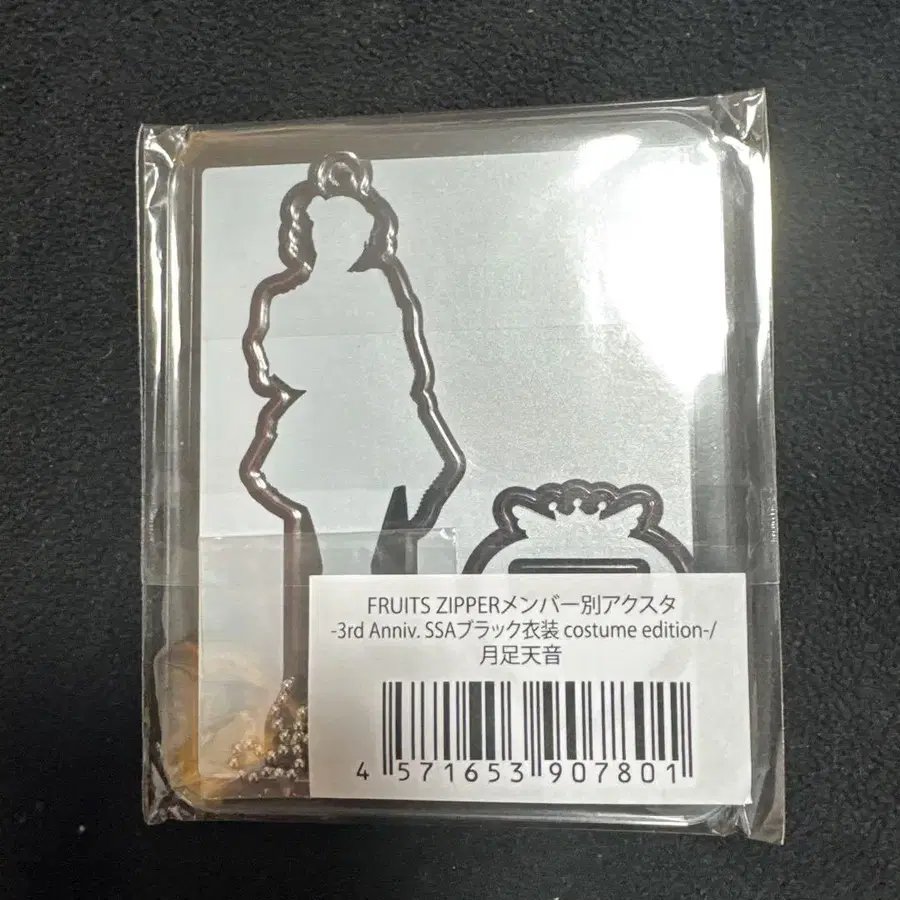 FRUITS ZIPPERメンバー別アクスタ
-3rd Anniv. SSAブラック衣装 costume edition-/
月足天音
4 571653 907801